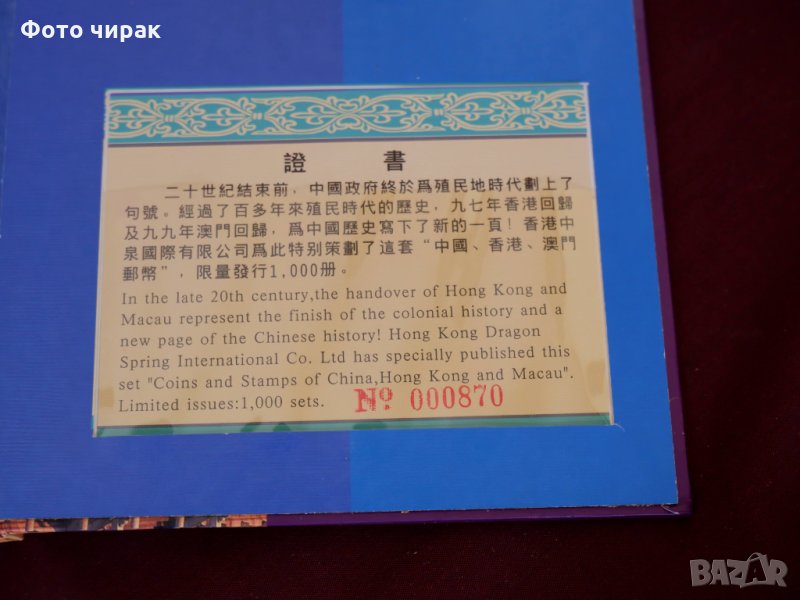 Фото чирак
證 書
二十世紀結束前，中國政府終於爲殖民地時代劃上了
句號。經過了百多年來殖民時代的歷史，九七年香港回歸
及九九年澳門回歸，爲中國歷史寫下了新的一頁！香港中
泉國際有限公司爲此特别策劃了這套“中國、香港、澳門
郵幣”，限量發行1,000册。
In the late 20th century,the handover of Hong Kong and
Macau represent the finish of the colonial history and a
new page of the Chinese history! Hong Kong Dragon
Spring International Co. Ltd has specially published this
set "Coins and Stamps of China,Hong Kong and Macau".
Limited issues:1,000 sets. № 000870
BAZAR